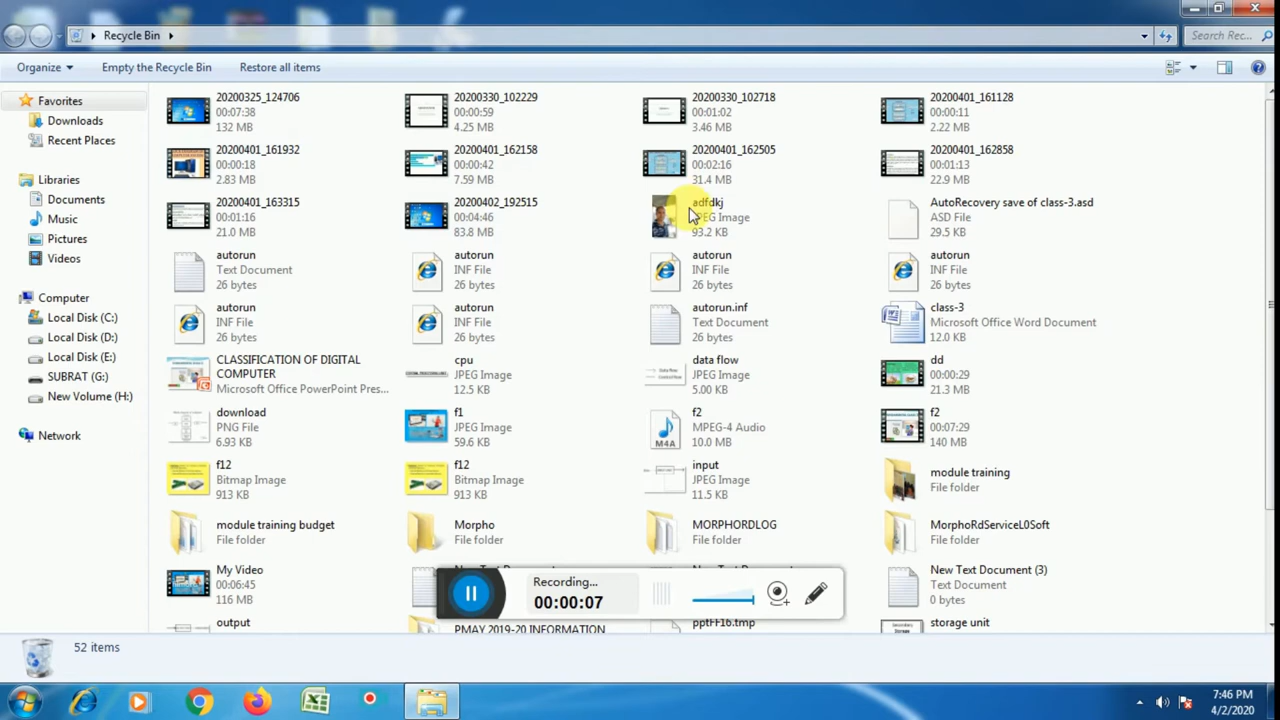 Recycle Bin
Search Rec...
Organize
Empty the Recycle Bin
Restore all items
Favorites
Downloads
Recent Places
Libraries
Documents
Music
Pictures
Videos
Computer
Local Disk (C:)
Local Disk (D:)
Local Disk (E:)
SUBRAT (G:)
New Volume (H:)
Network
20200325_124706
00:07:38
132 MB
20200330_102229
00:00:59
4.25 MB
20200330_102718
00:01:02
3.46 MB
20200401_161128
00:00:11
2.22 MB
20200401_161932
00:00:18
2.83 MB
20200401_162158
00:00:42
7.59 MB
20200401_162505
00:02:16
31.4 MB
20200401_162858
00:01:13
22.9 MB
20200401_163315
00:01:16
21.0 MB
20200402_192515
00:04:46
83.8 MB
adfdkj
JPEG Image
93.2 KB
AutoRecovery save of class-3.asd
ASD File
29.5 KB
autorun
Text Document
26 bytes
autorun
INF File
26 bytes
autorun
INF File
26 bytes
autorun
INF File
26 bytes
autorun
INF File
26 bytes
autorun
INF File
26 bytes
autorun.inf
Text Document
26 bytes
class-3
Microsoft Office Word Document
12.0 KB
CLASSIFICATION OF DIGITAL
COMPUTER
Microsoft Office PowerPoint Pres...
cpu
JPEG Image
12.5 KB
data flow
JPEG Image
5.00 KB
dd
00:00:29
21.3 MB
download
PNG File
6.93 KB
f1
JPEG Image
59.6 KB
M4A
f2
MPEG-4 Audio
10.0 MB
f2
00:07:29
140 MB
f12
Bitmap Image
913 KB
f12
Bitmap Image
913 KB
input
JPEG Image
11.5 KB
module training
File folder
module training budget
File folder
Morpho
File folder
MORPHORDLOG
File folder
MorphoRdServiceL0Soft
File folder
My Video
00:06:45
116 MB
New Text Document (3)
Text Document
0 bytes
Recording...
00:00:07
output
PMAY 2019-20 INFORMATION
pptFF16.tmp
storage unit
52 items
7:46 PM
4/2/2020